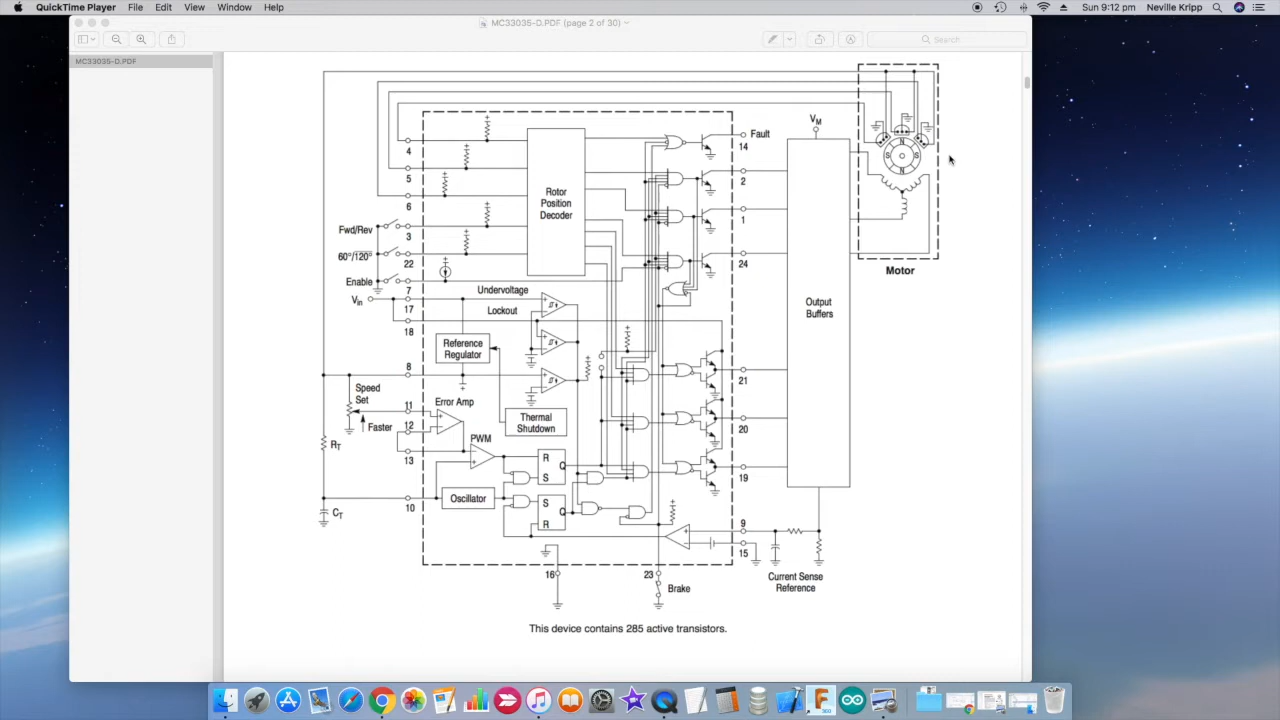 QuickTime Player File Edit View Window Help
Sun 9:12 pm Neville Kripp
MC33035-D.PDF (page 2 of 30)
Search
MC33035-D.PDF
4
5
6
Fwd/Rev
3
60°/120°
22
Enable
7
Vin
17
18
Rotor
Position
Decoder
Undervoltage
Lockout
Reference
Regulator
8
Speed
Set
11
Error Amp
Faster
12
Thermal
Shutdown
RT
PWM
13
R
Q
S
Oscillator
10
CT
S
Q
R
16
23
Brake
Fault
14
2
1
24
21
20
19
9
15
VM
Output
Buffers
N
S S
N
Motor
Current Sense
Reference
This device contains 285 active transistors.
360